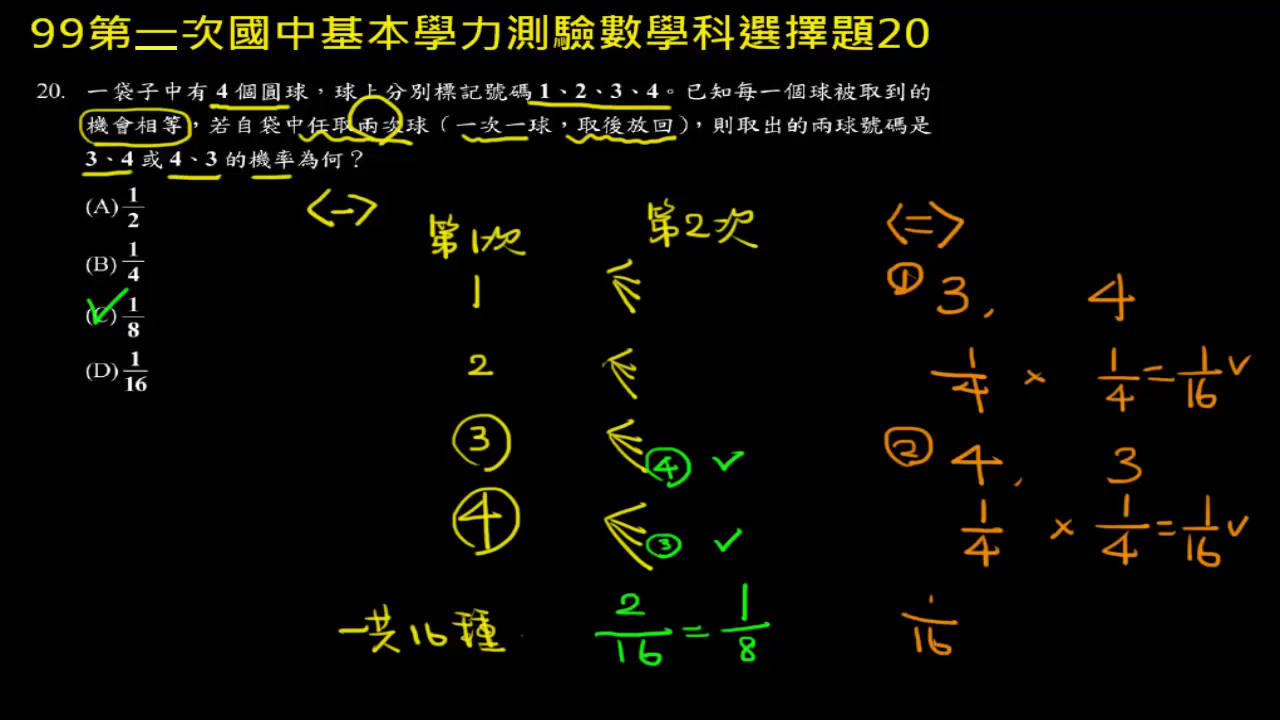 99第一次國中基本學力測驗數學科選擇題20
20. 一袋子中有 4 個圓球，球上分別標記號碼 1、2、3、4。已知每一個球被取到的
機會相等，若自袋中任取兩次球（一次一球，取後放回），則取出的兩球號碼是
3、4 或 4、3 的機率為何？
(A) 1/2
(B) 1/4
(C) 1/8
(D) 1/16
<一>
第1次 第2次
1
2
3 4 ✓
4 3 ✓
一共16種 2/16 = 1/8
<二>
① 3, 4
1/4 × 1/4 = 1/16 ✓
② 4, 3
1/4 × 1/4 = 1/16 ✓
1/16